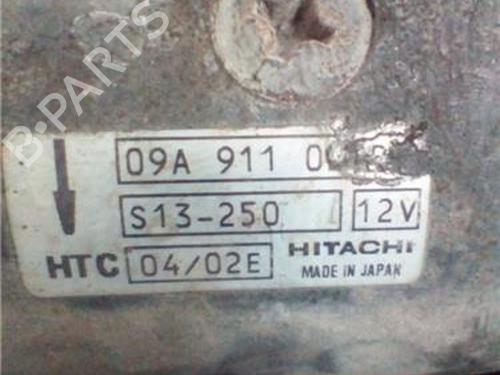 B-PARTS
09A 911
S13-250
12V
HTC 04/02E HITACHI
MADE IN JAPAN